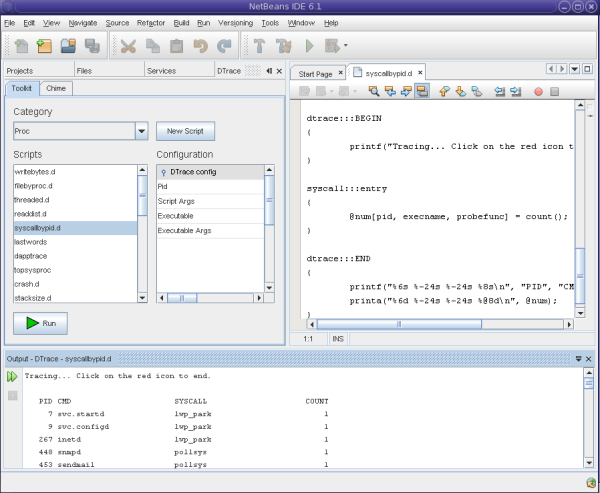 NetBeans IDE 6.1
File Edit View Navigate Source Refactor Build Run Versioning Tools Window Help
Projects Files Services DTrace
Toolkit Chime
Category
Proc New Script
Scripts Configuration
writebytes.d
filebyproc.d
threaded.d
readdist.d
syscallbypid.d
lastwords
dapptrace
topsysproc
crash.d
stacksize.d
DTrace config
Pid
Script Args
Executable
Executable Args
Run
Start Page syscallbypid.d
dtrace:::BEGIN
{
printf("Tracing... Click on the red icon t
}
syscall:::entry
{
@num[pid, execname, probefunc] = count();
}
dtrace:::END
{
printf("%6s %-24s %-24s %8s\n", "PID", "CM
printa("%6d %-24s %-24s %@8d\n", @num);
}
1:1 INS
Output - DTrace - syscallbypid.d
Tracing... Click on the red icon to end.
PID CMD SYSCALL COUNT
7 svc.startd lwp_park 1
9 svc.configd lwp_park 1
267 inetd lwp_park 1
448 snmpd pollsys 1
453 sendmail pollsys 1